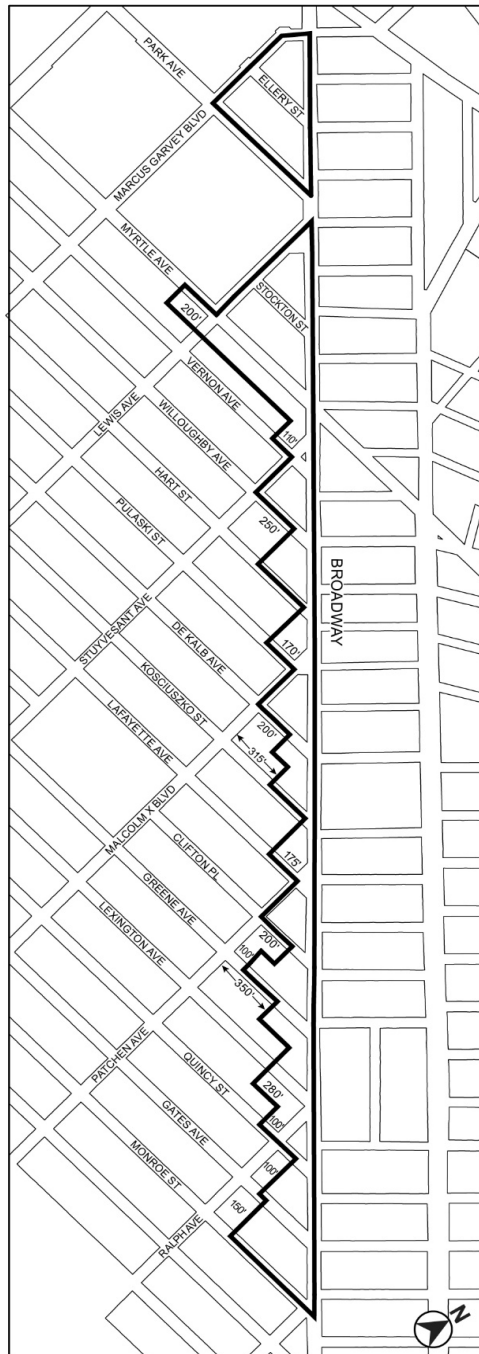 PARK AVE
ELLERY ST
MARCUS GARVEY BLVD
MYRTLE AVE
STOCKTON ST
200'
VERNON AVE
LEWIS AVE
WILLOUGHBY AVE
110'
HART ST
250'
PULASKI ST
BROADWAY
STUYVESANT AVE
DE KALB AVE
170'
KOSCIUSZKO ST
200'
315'
LAFAYETTE AVE
MALCOLM X BLVD
175'
CLIFTON PL
GREENE AVE
200'
100'
LEXINGTON AVE
350'
PATCHEN AVE
QUINCY ST
280'
100'
GATES AVE
100'
MONROE ST
150'
RALPH AVE
N